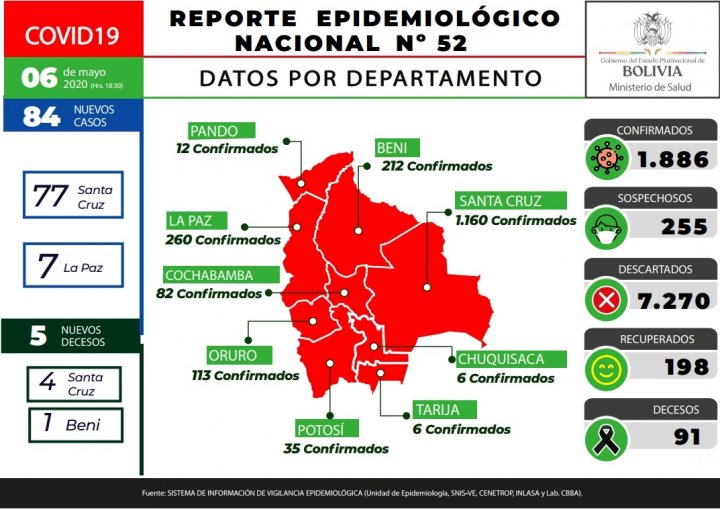 COVID19
REPORTE EPIDEMIOLÓGICO
NACIONAL Nº 52
06 de mayo
2020 (Hrs. 18:30)
DATOS POR DEPARTAMENTO
Gobierno del Estado Plurinacional de
BOLIVIA
Ministerio de Salud
84 NUEVOS
CASOS
77 Santa
Cruz
7 La Paz
5 NUEVOS
DECESOS
4 Santa
Cruz
1 Beni
PANDO
12 Confirmados
BENI
212 Confirmados
LA PAZ
260 Confirmados
SANTA CRUZ
1.160 Confirmados
COCHABAMBA
82 Confirmados
ORURO
113 Confirmados
CHUQUISACA
6 Confirmados
POTOSÍ
35 Confirmados
TARIJA
6 Confirmados
CONFIRMADOS
1.886
SOSPECHOSOS
255
DESCARTADOS
7.270
RECUPERADOS
198
DECESOS
91
Fuente: SISTEMA DE INFORMACIÓN DE VIGILANCIA EPIDEMIOLÓGICA (Unidad de Epidemiología, SNIS-VE, CENETROP, INLASA y Lab. CBBA).